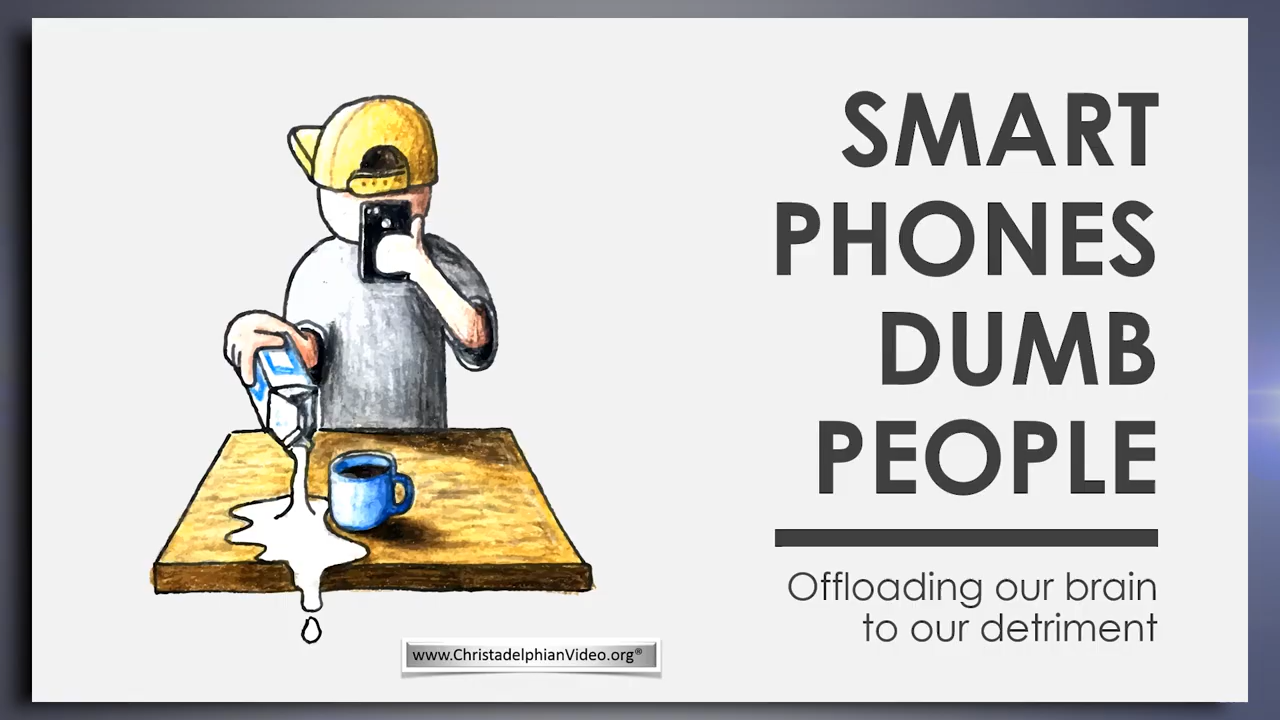 SMART
PHONES
DUMB
PEOPLE
Offloading our brain
to our detriment
www.ChristadelphianVideo.org®